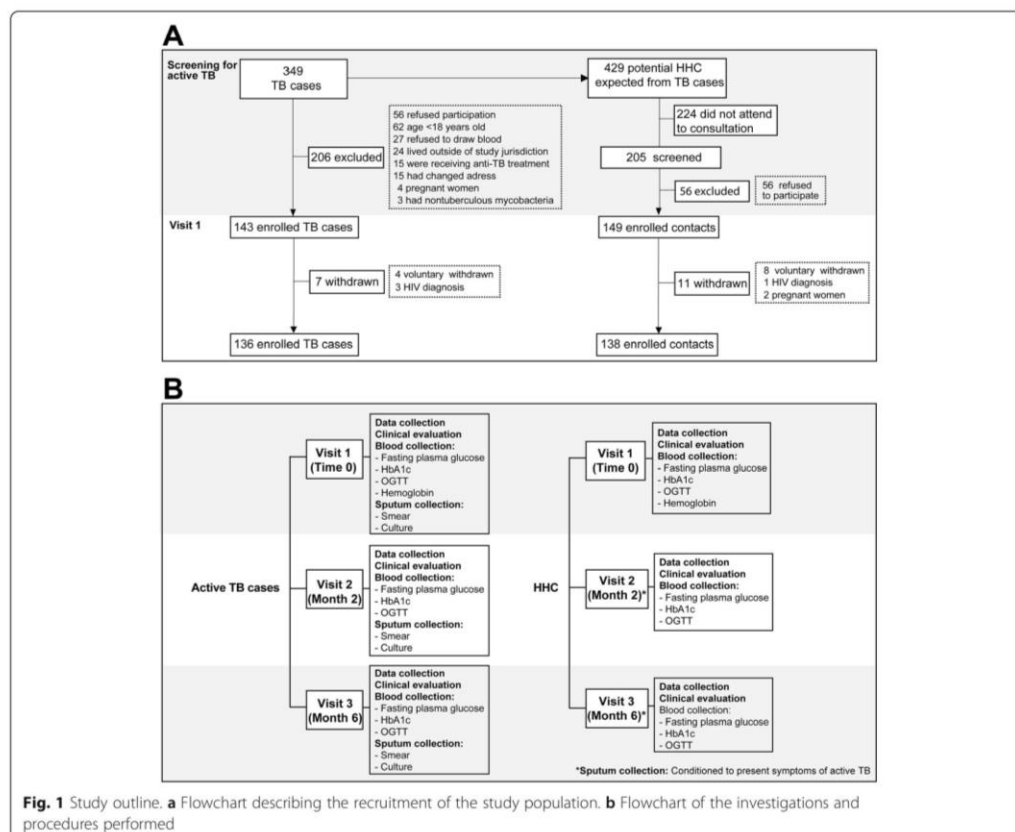 A
Screening for
active TB
349
TB cases
429 potential HHC
expected from TB cases
56 refused participation
62 age <18 years old
27 refused to draw blood
24 lived outside of study jurisdiction
15 were receiving anti-TB treatment
15 had changed adress
4 pregnant women
3 had nontuberculous mycobacteria
206 excluded
224 did not attend
to consultation
205 screened
56 excluded
56 refused
to participate
Visit 1
143 enrolled TB cases
149 enrolled contacts
7 withdrawn
4 voluntary withdrawn
3 HIV diagnosis
11 withdrawn
8 voluntary withdrawn
1 HIV diagnosis
2 pregnant women
136 enrolled TB cases
138 enrolled contacts
B
Active TB cases
Visit 1
(Time 0)
Data collection
Clinical evaluation
Blood collection:
- Fasting plasma glucose
- HbA1c
- OGTT
- Hemoglobin
Sputum collection:
- Smear
- Culture
Visit 2
(Month 2)
Data collection
Clinical evaluation
Blood collection:
- Fasting plasma glucose
- HbA1c
- OGTT
Sputum collection:
- Smear
- Culture
Visit 3
(Month 6)
Data collection
Clinical evaluation
Blood collection:
- Fasting plasma glucose
- HbA1c
- OGTT
Sputum collection:
- Smear
- Culture
HHC
Visit 1
(Time 0)
Data collection
Clinical evaluation
Blood collection:
- Fasting plasma glucose
- HbA1c
- OGTT
- Hemoglobin
Visit 2
(Month 2)*
Data collection
Clinical evaluation
Blood collection:
- Fasting plasma glucose
- HbA1c
- OGTT
Visit 3
(Month 6)*
Data collection
Clinical evaluation
Blood collection:
- Fasting plasma glucose
- HbA1c
- OGTT
*Sputum collection: Conditioned to present symptoms of active TB
Fig. 1 Study outline. a Flowchart describing the recruitment of the study population. b Flowchart of the investigations and
procedures performed